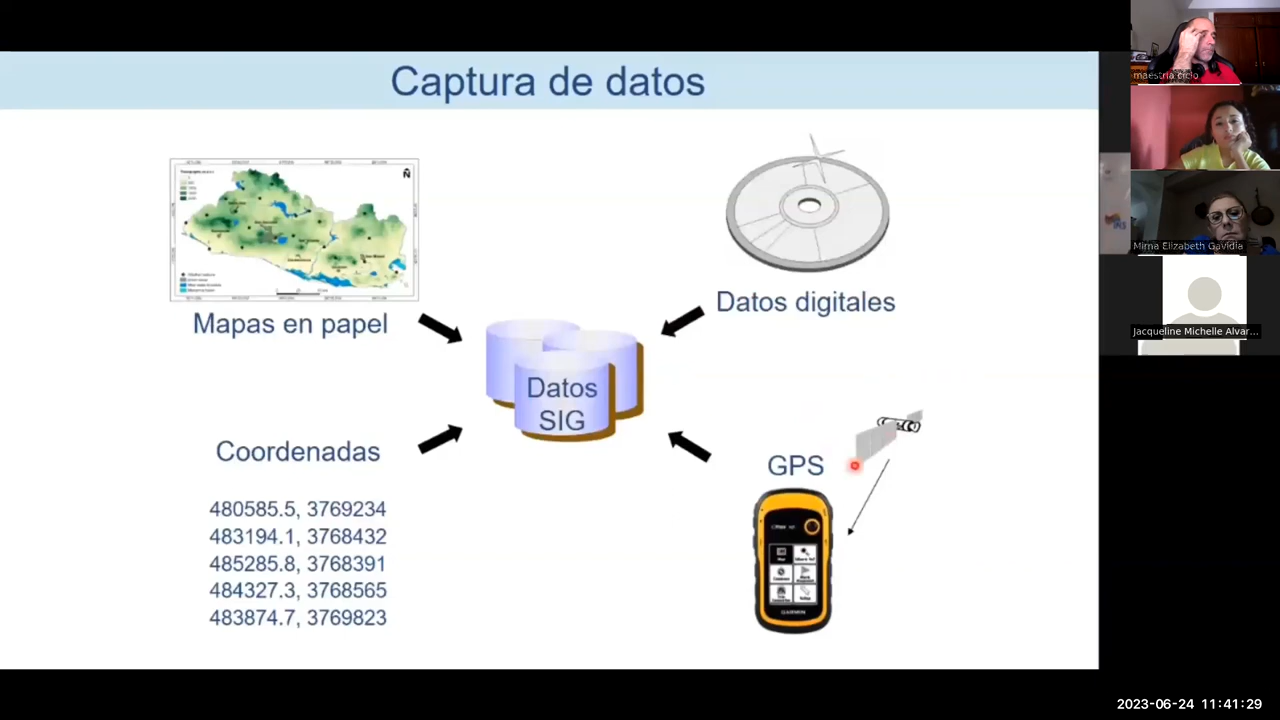 Captura de datos
Mapas en papel
Datos digitales
Datos
SIG
Coordenadas
480585.5, 3769234
483194.1, 3768432
485285.8, 3768391
484327.3, 3768565
483874.7, 3769823
GPS
GARMIN
maestria ciclo
Mirna Elizabeth Gavidia
Jacqueline Michelle Alvar...
2023-06-24 11:41:29